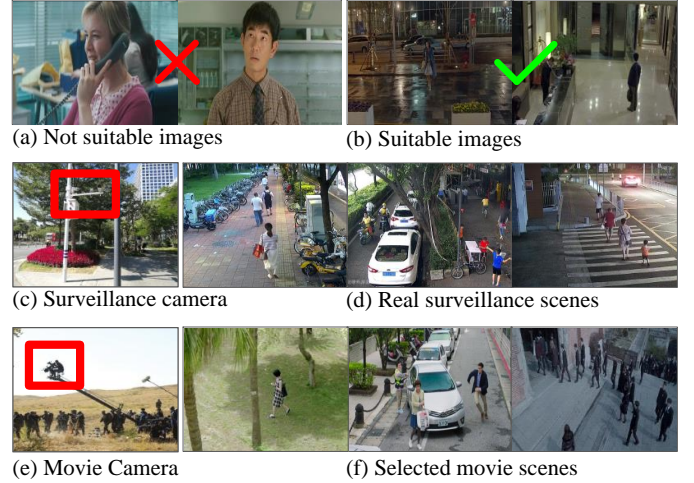 (a) Not suitable images
(b) Suitable images
(c) Surveillance camera
(d) Real surveillance scenes
(e) Movie Camera
(f) Selected movie scenes